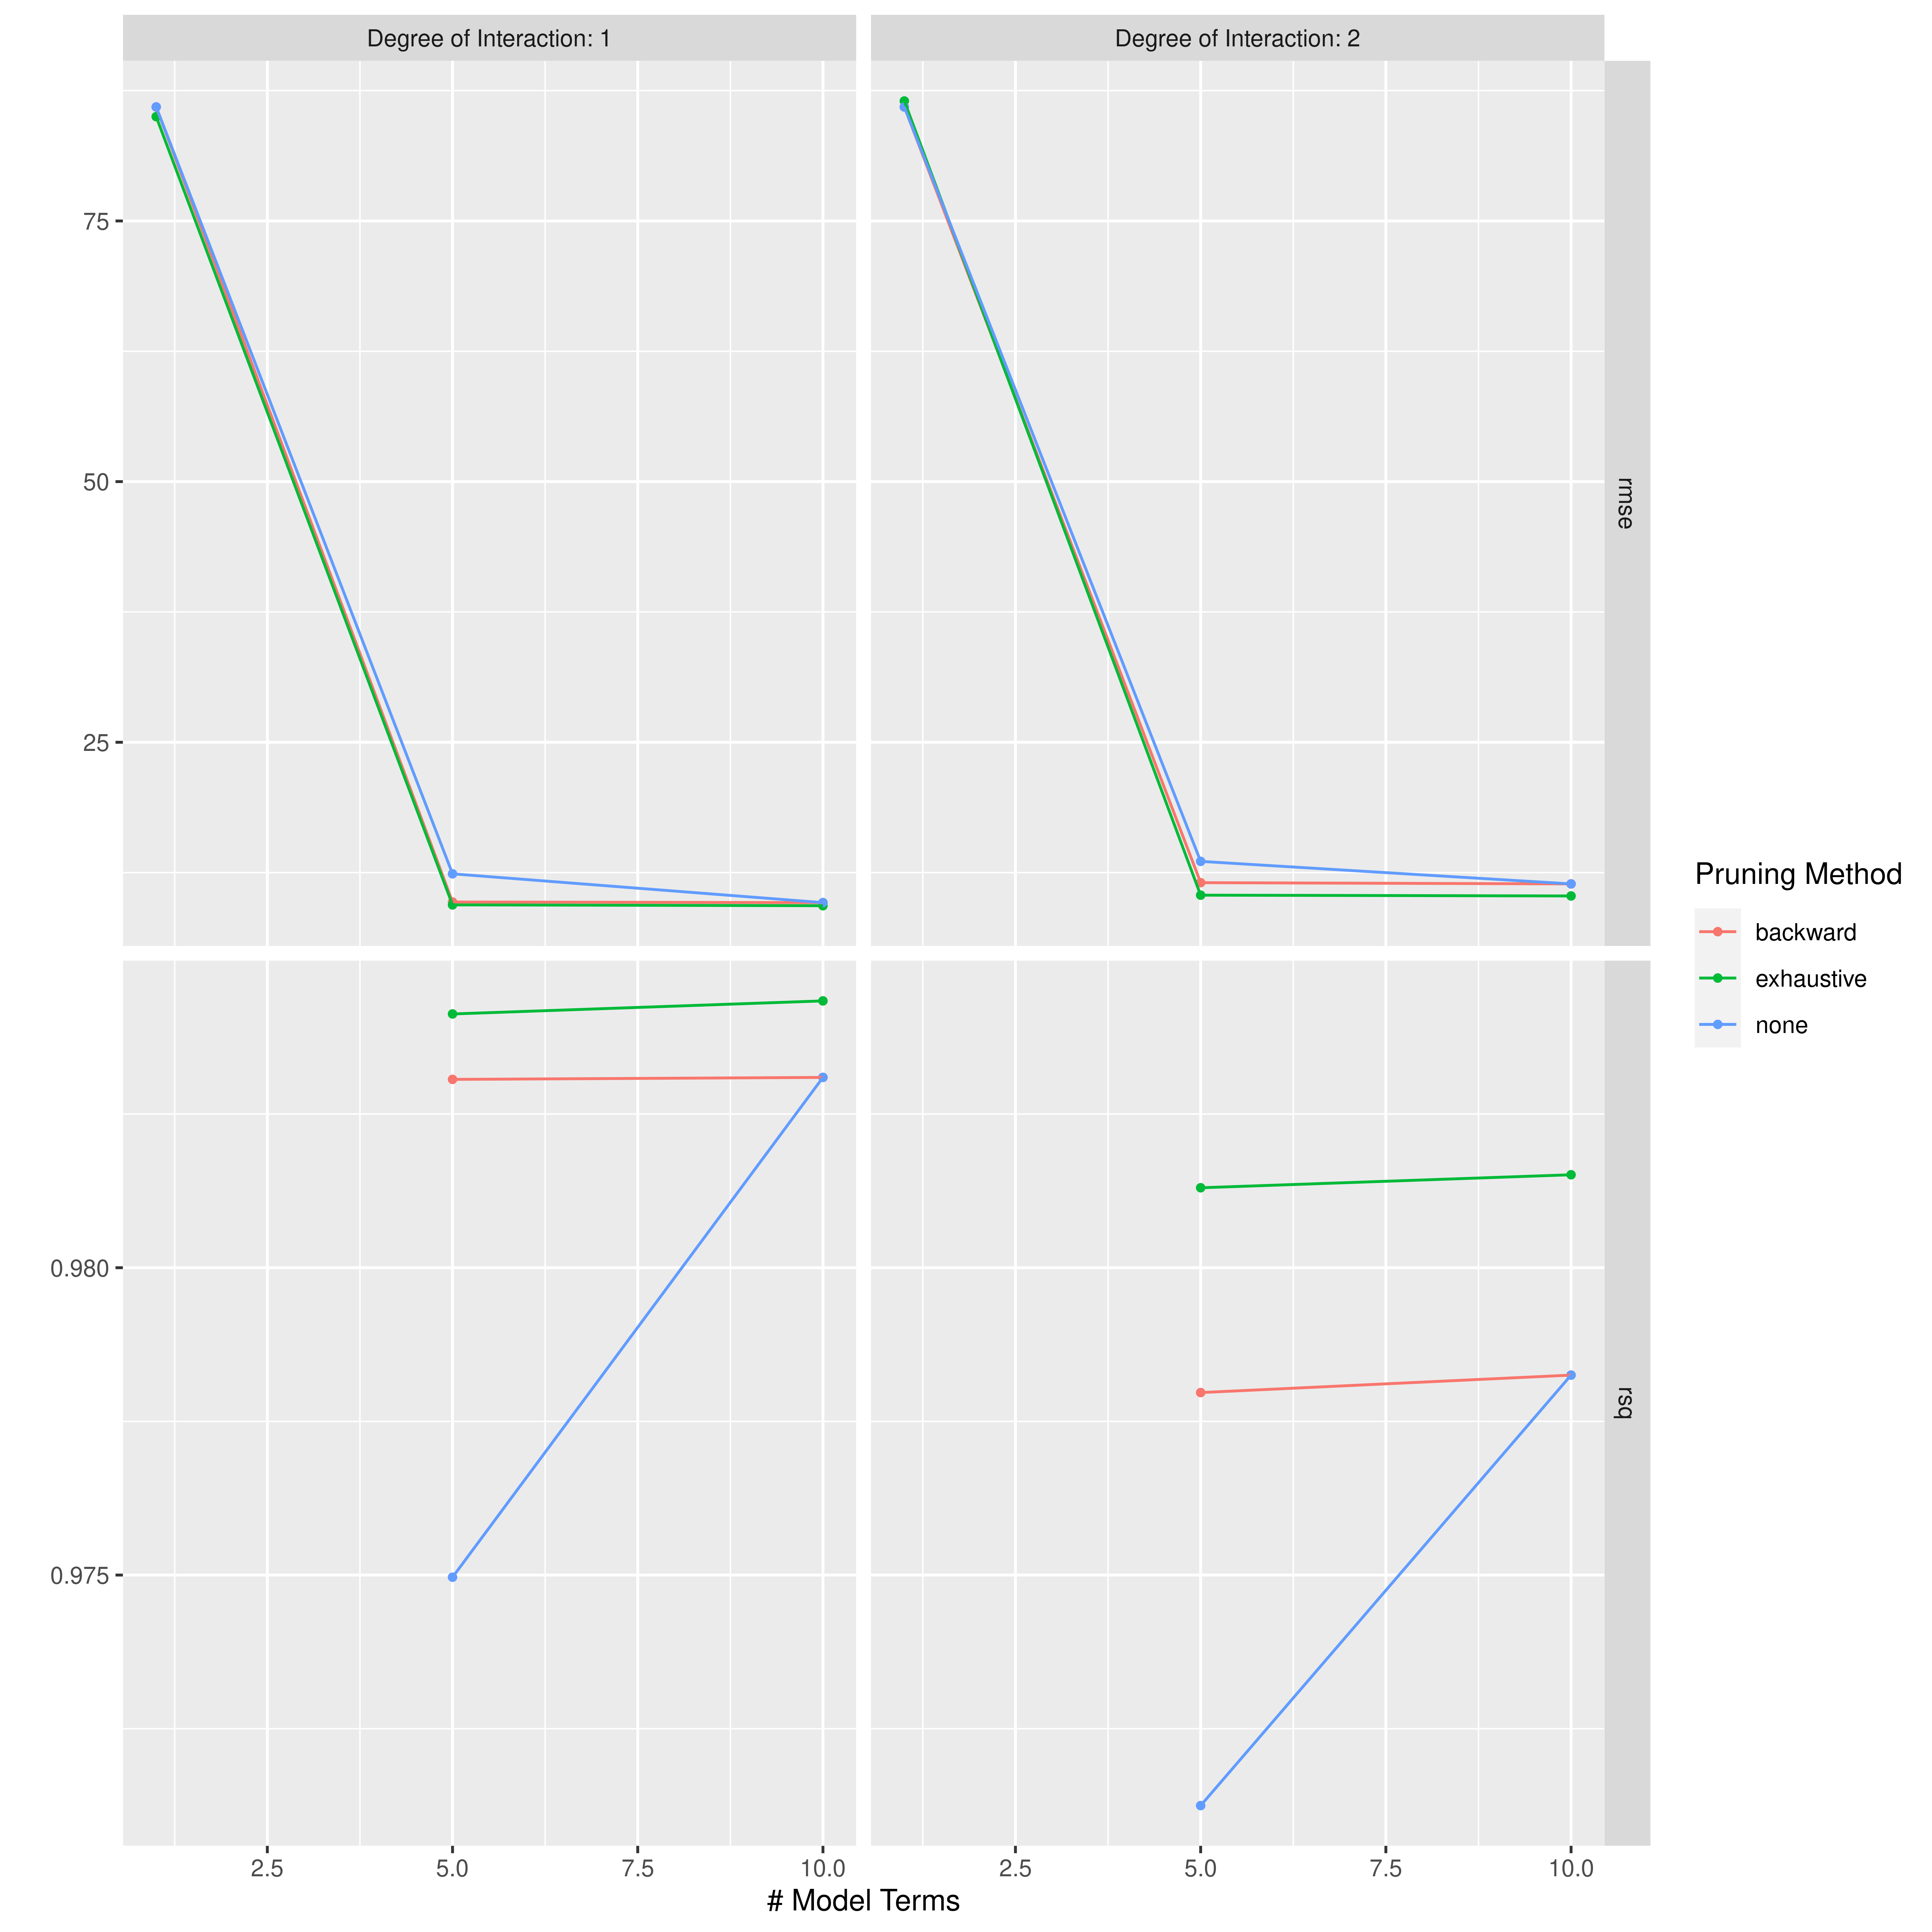 Degree of Interaction: 1
Degree of Interaction: 2
75
50
25
rmse
0.980
0.975
rsq
2.5
5.0
7.5
10.0
2.5
5.0
7.5
10.0
# Model Terms
Pruning Method
backward
exhaustive
none